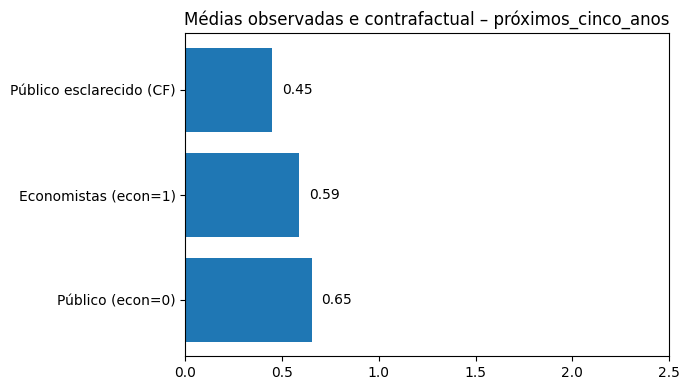 Médias observadas e contrafactual – próximos_cinco_anos
Público esclarecido (CF)
0.45
Economistas (econ=1)
0.59
Público (econ=0)
0.65
0.0 0.5 1.0 1.5 2.0 2.5